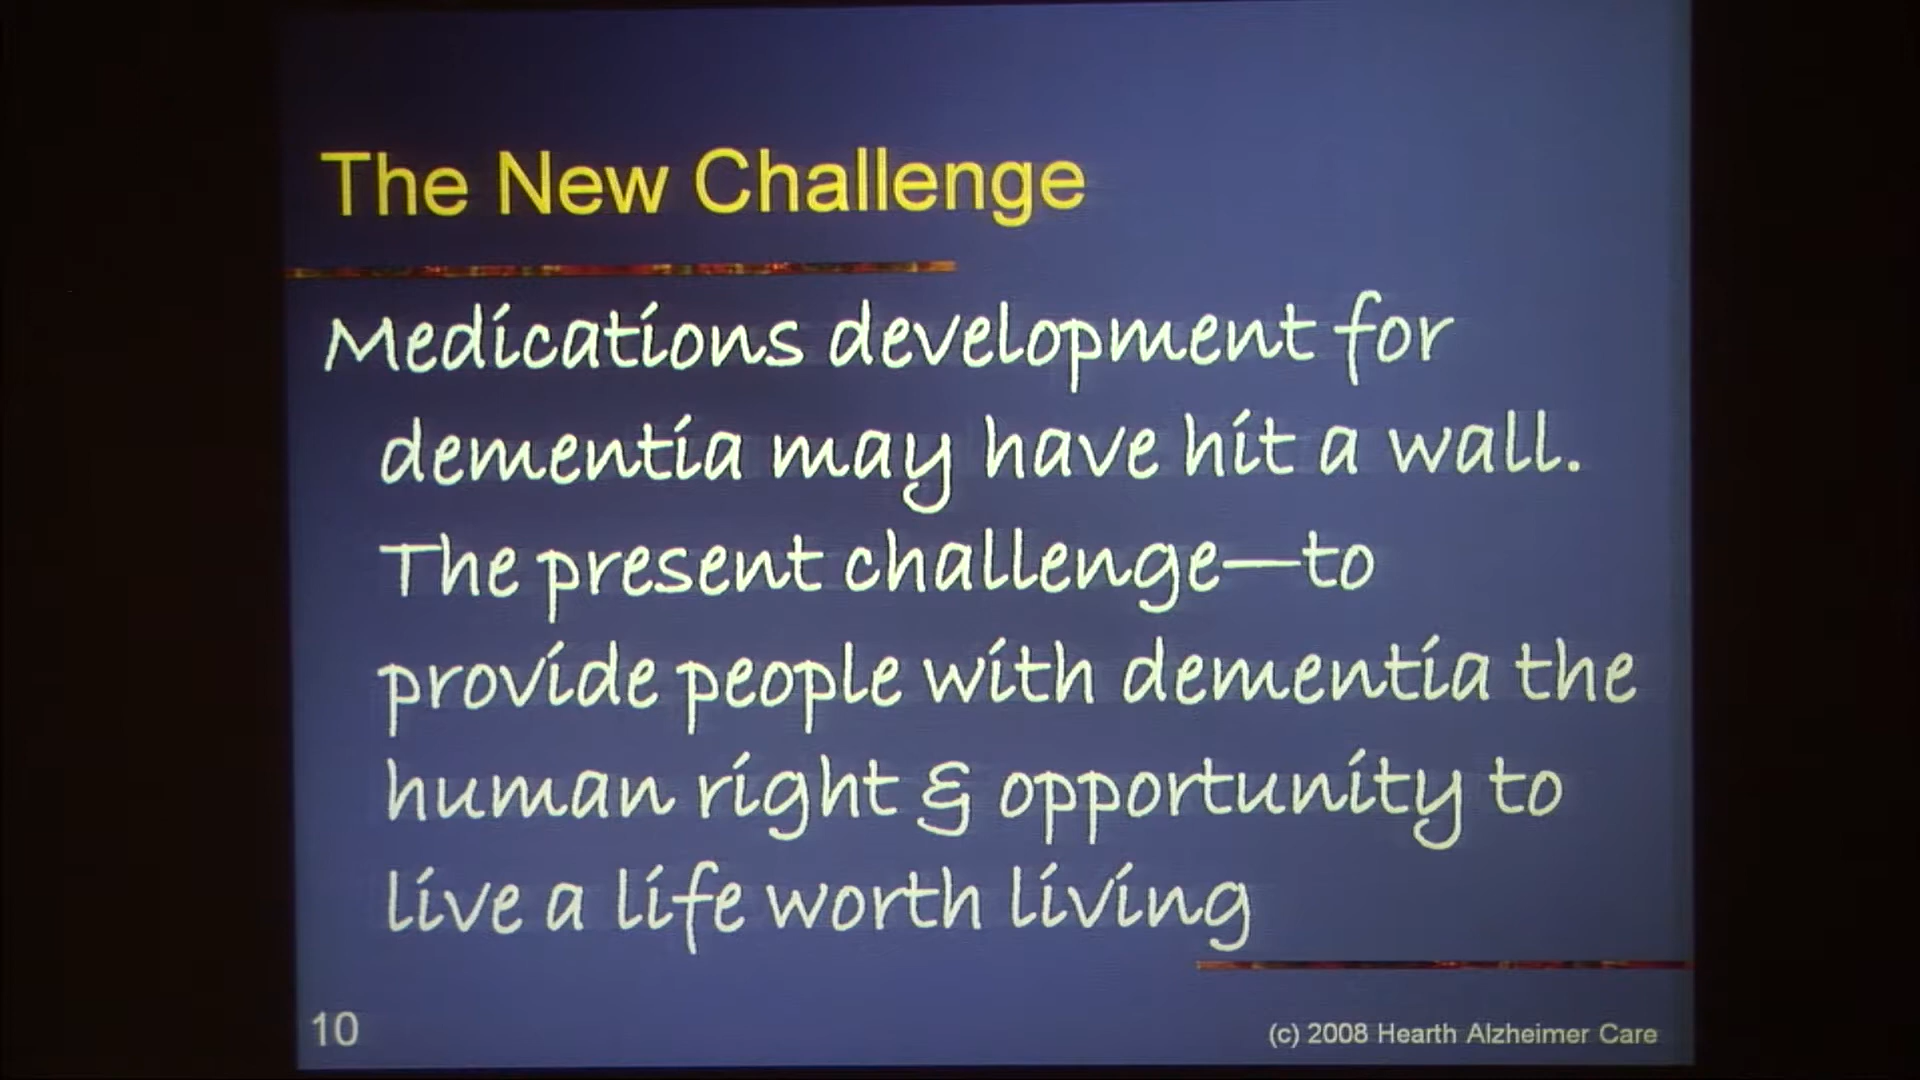 The New Challenge
Medications development for
dementia may have hit a wall.
The present challenge—to
provide people with dementia the
human right & opportunity to
live a life worth living
10
(c) 2008 Hearth Alzheimer Care